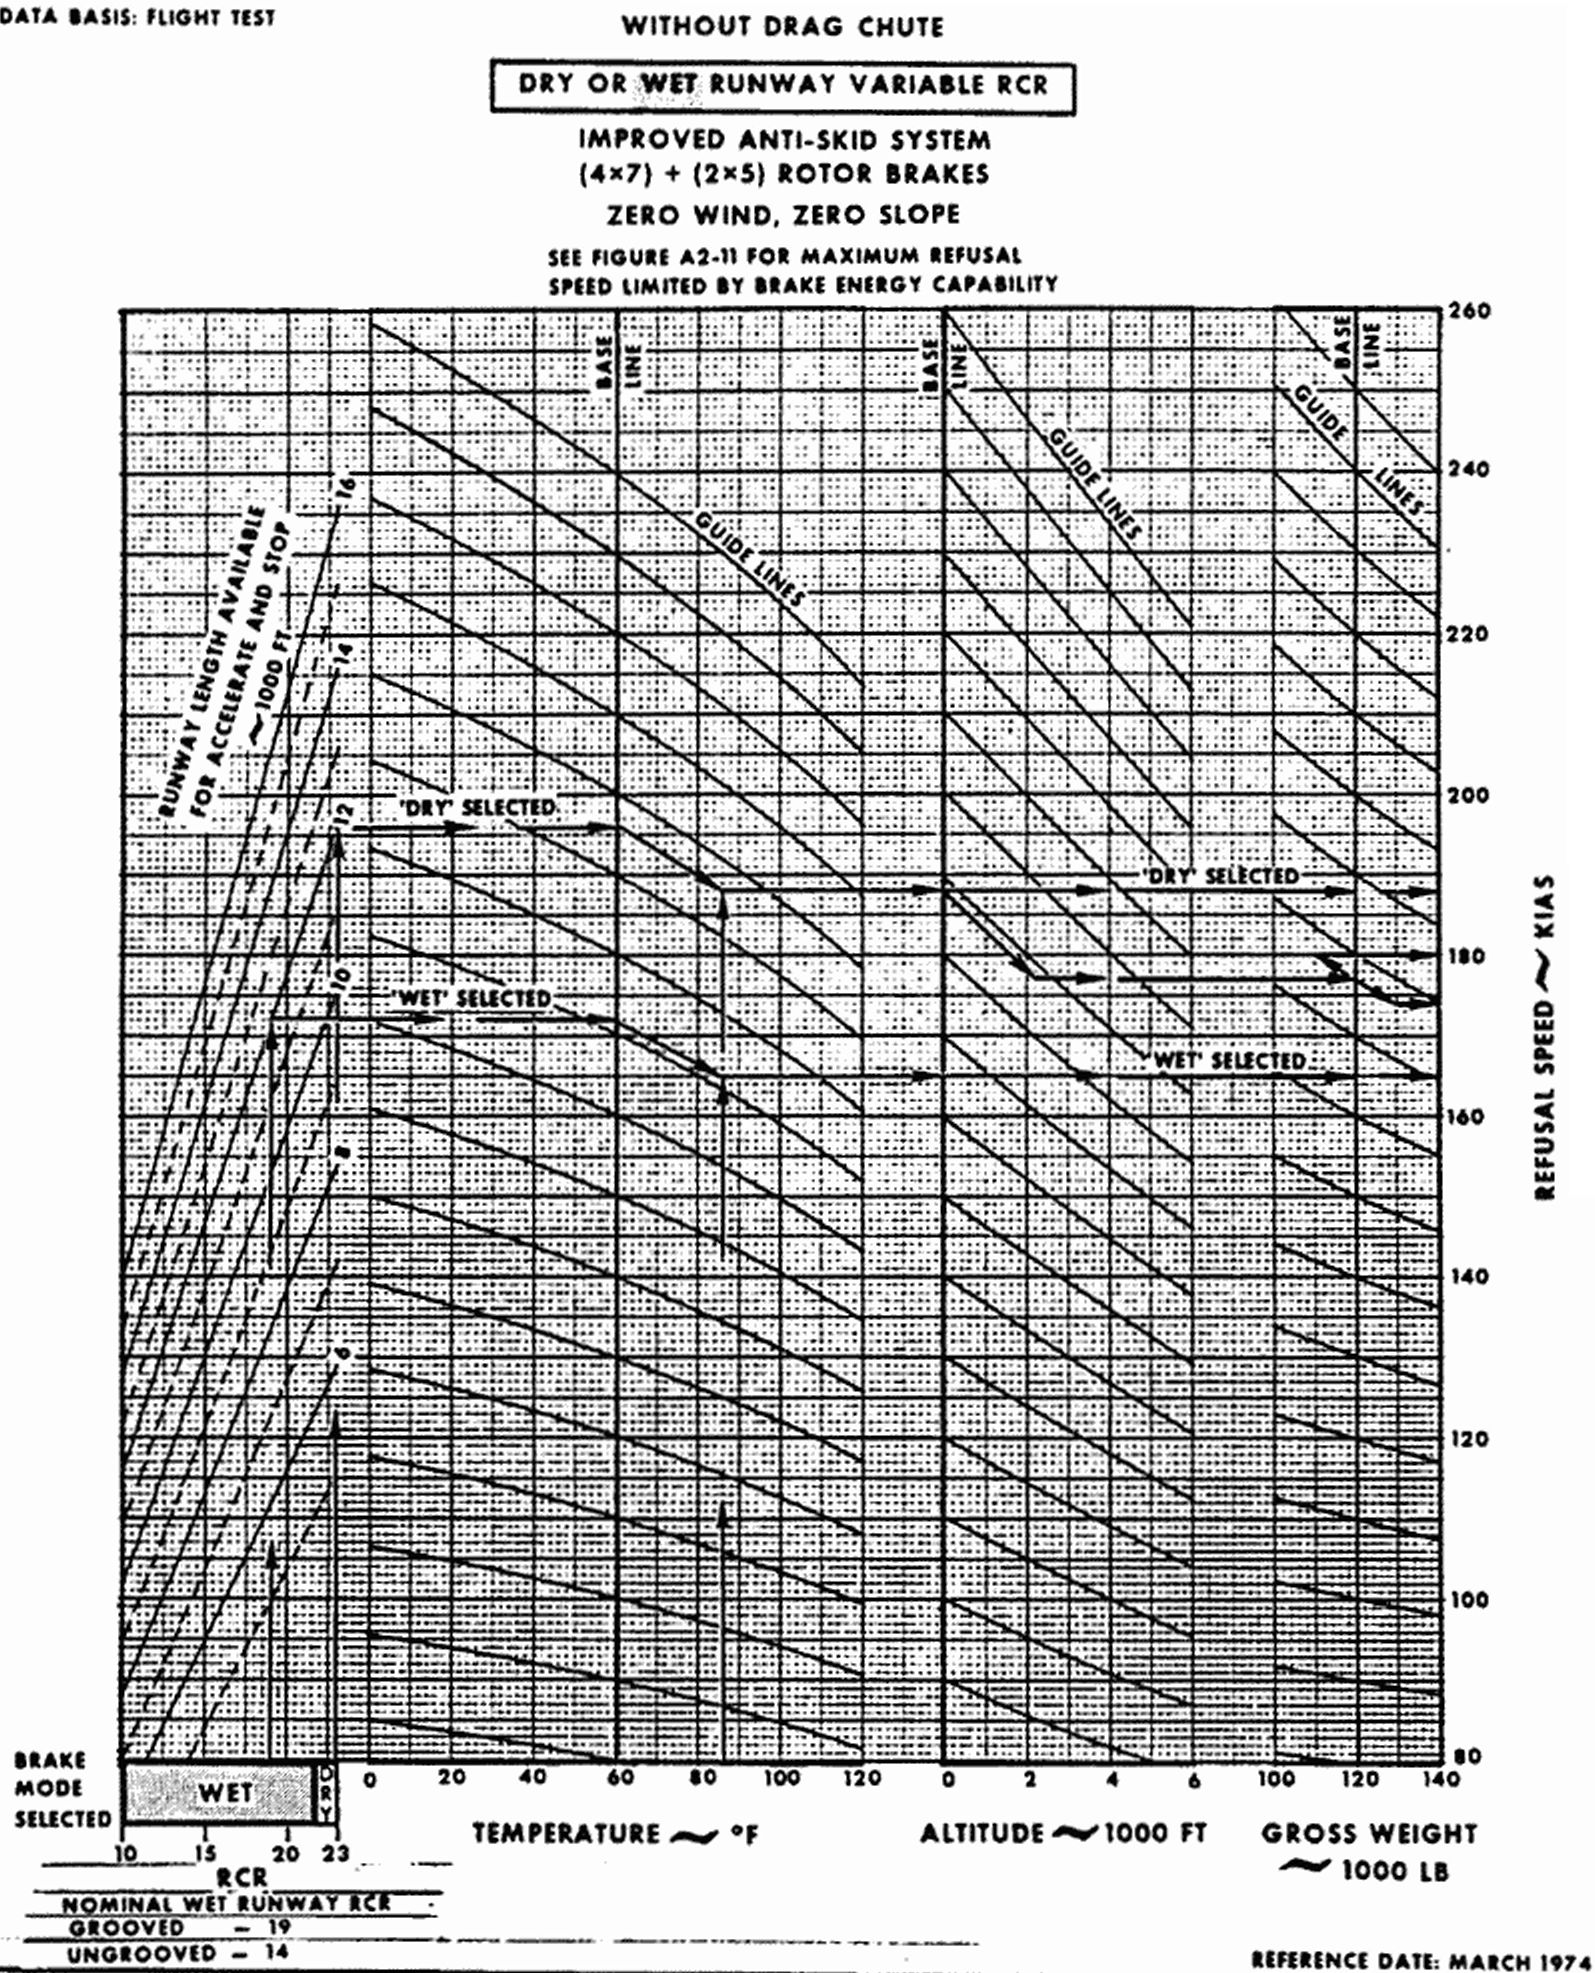 DATA BASIS: FLIGHT TEST
WITHOUT DRAG CHUTE
DRY OR WET RUNWAY VARIABLE RCR
IMPROVED ANTI-SKID SYSTEM
(4×7) + (2×5) ROTOR BRAKES
ZERO WIND, ZERO SLOPE
SEE FIGURE A2-11 FOR MAXIMUM REFUSAL
SPEED LIMITED BY BRAKE ENERGY CAPABILITY
BASE LINE
BASE LINE
BASE LINE
GUIDE LINES
GUIDE LINES
GUIDE LINES
RUNWAY LENGTH AVAILABLE
FOR ACCELERATE AND STOP
~1000 FT
16
14
12
10
8
6
'DRY' SELECTED
'DRY' SELECTED
'WET' SELECTED
'WET' SELECTED
260
240
220
200
180
160
140
120
100
80
REFUSAL SPEED ~ KIAS
BRAKE
MODE
SELECTED
WET
DRY
0 20 40 60 80 100 120
0 2 4 6
100 120 140
TEMPERATURE ~ °F
ALTITUDE ~ 1000 FT
GROSS WEIGHT
~ 1000 LB
10 15 20 23
RCR
NOMINAL WET RUNWAY RCR
GROOVED – 19
UNGROOVED – 14
REFERENCE DATE: MARCH 1974